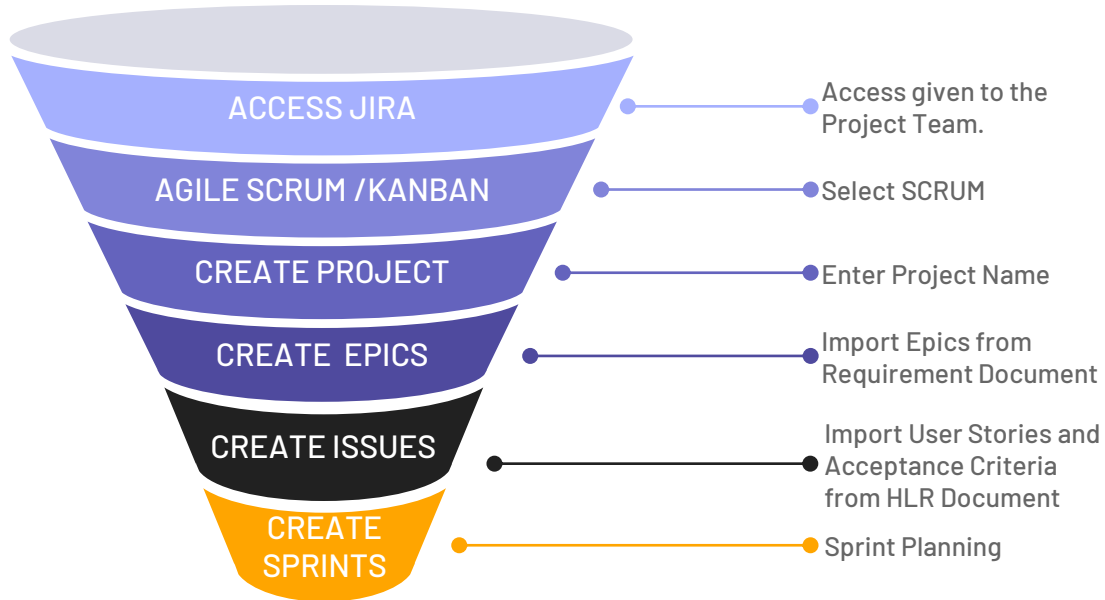 ACCESS JIRA
Access given to the
Project Team.
AGILE SCRUM /KANBAN
Select SCRUM
CREATE PROJECT
Enter Project Name
CREATE EPICS
Import Epics from
Requirement Document
CREATE ISSUES
Import User Stories and
Acceptance Criteria
from HLR Document
CREATE
SPRINTS
Sprint Planning